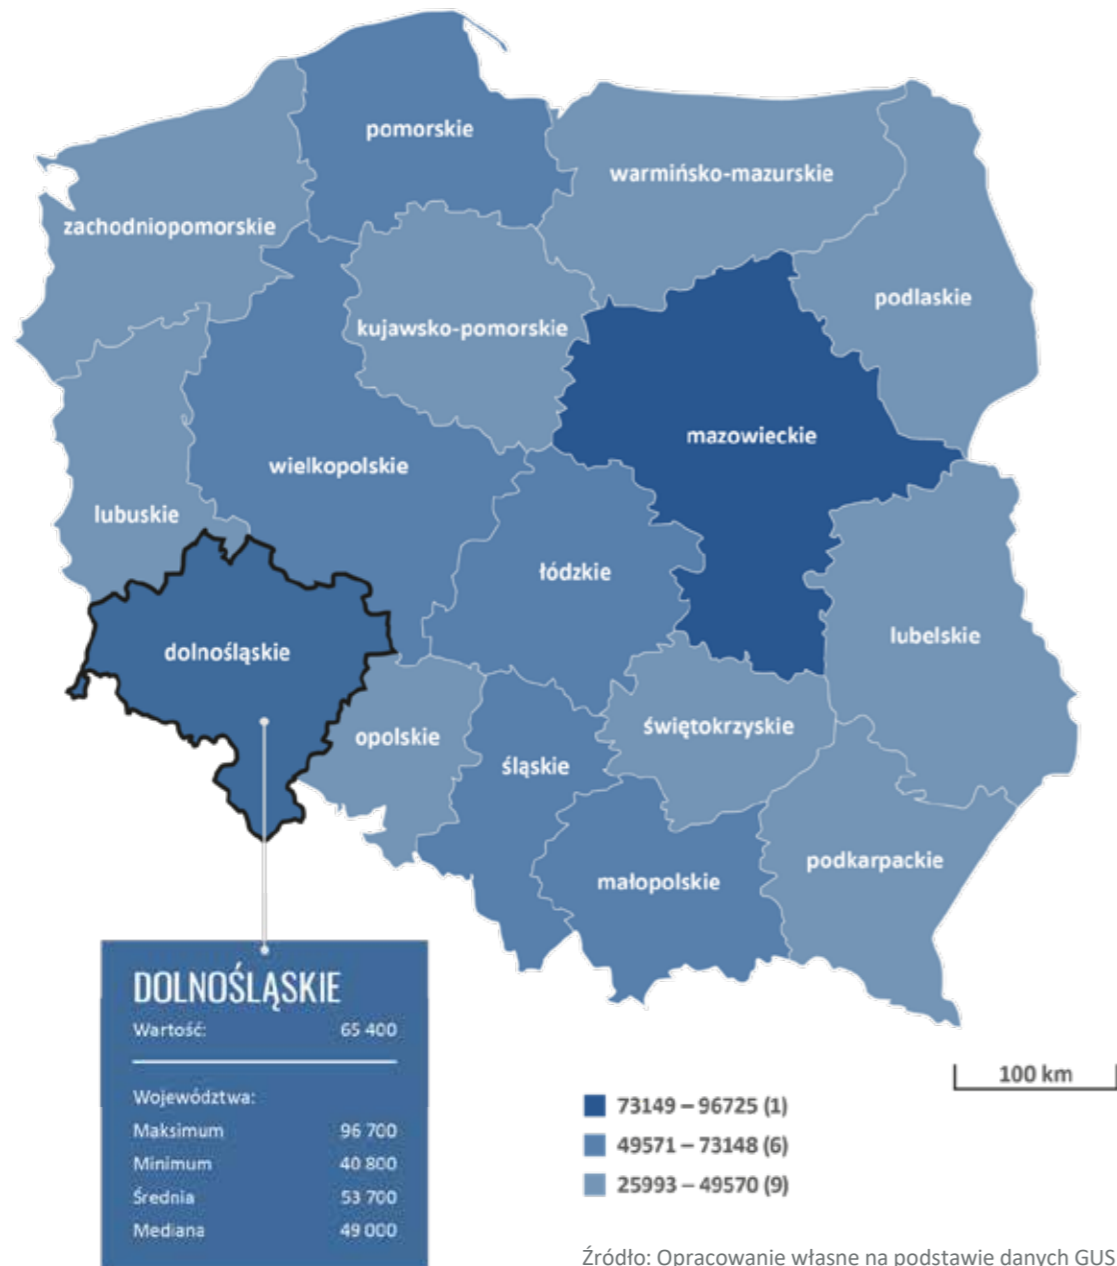 pomorskie
warmińsko-mazurskie
zachodniopomorskie
podlaskie
kujawsko-pomorskie
mazowieckie
wielkopolskie
lubuskie
łódzkie
lubelskie
dolnośląskie
świętokrzyskie
opolskie
śląskie
podkarpackie
małopolskie
DOLNOŚLĄSKIE
Wartość: 65 400
Województwa:
Maksimum 96 700
Minimum 40 800
Średnia 53 700
Mediana 49 000
100 km
73149 – 96725 (1)
49571 – 73148 (6)
25993 – 49570 (9)
Źródło: Opracowanie własne na podstawie danych GUS